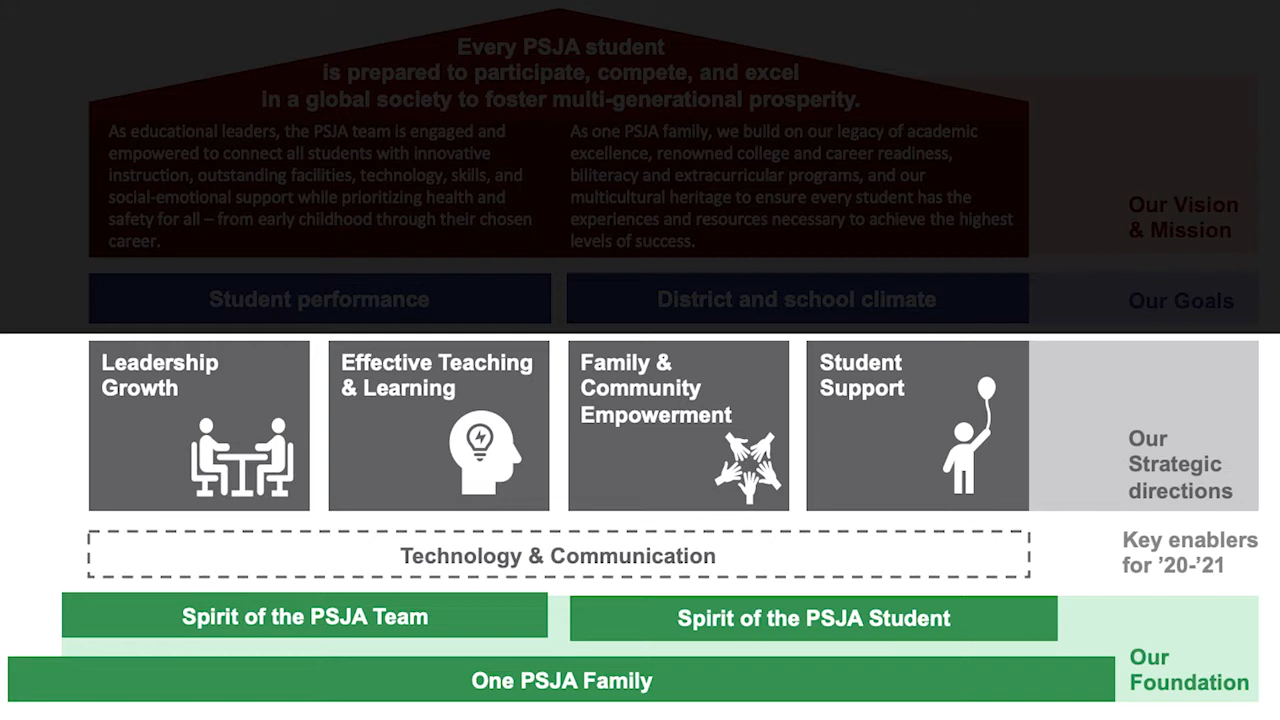 Every PSJA student
is prepared to participate, compete, and excel
in a global society to foster multi-generational prosperity.
As educational leaders, the PSJA team is engaged and
empowered to connect all students with innovative
instruction, outstanding facilities, technology, skills, and
social-emotional support while prioritizing health and
safety for all – from early childhood through their chosen
career.
As one PSJA family, we build on our legacy of academic
excellence, renowned college and career readiness,
biliteracy and extracurricular programs, and our
multicultural heritage to ensure every student has the
experiences and resources necessary to achieve the highest
levels of success.
Our Vision
& Mission
Student performance
District and school climate
Our Goals
Leadership
Growth
Effective Teaching
& Learning
Family &
Community
Empowerment
Student
Support
Our
Strategic
directions
Technology & Communication
Key enablers
for ’20-’21
Spirit of the PSJA Team
Spirit of the PSJA Student
One PSJA Family
Our
Foundation